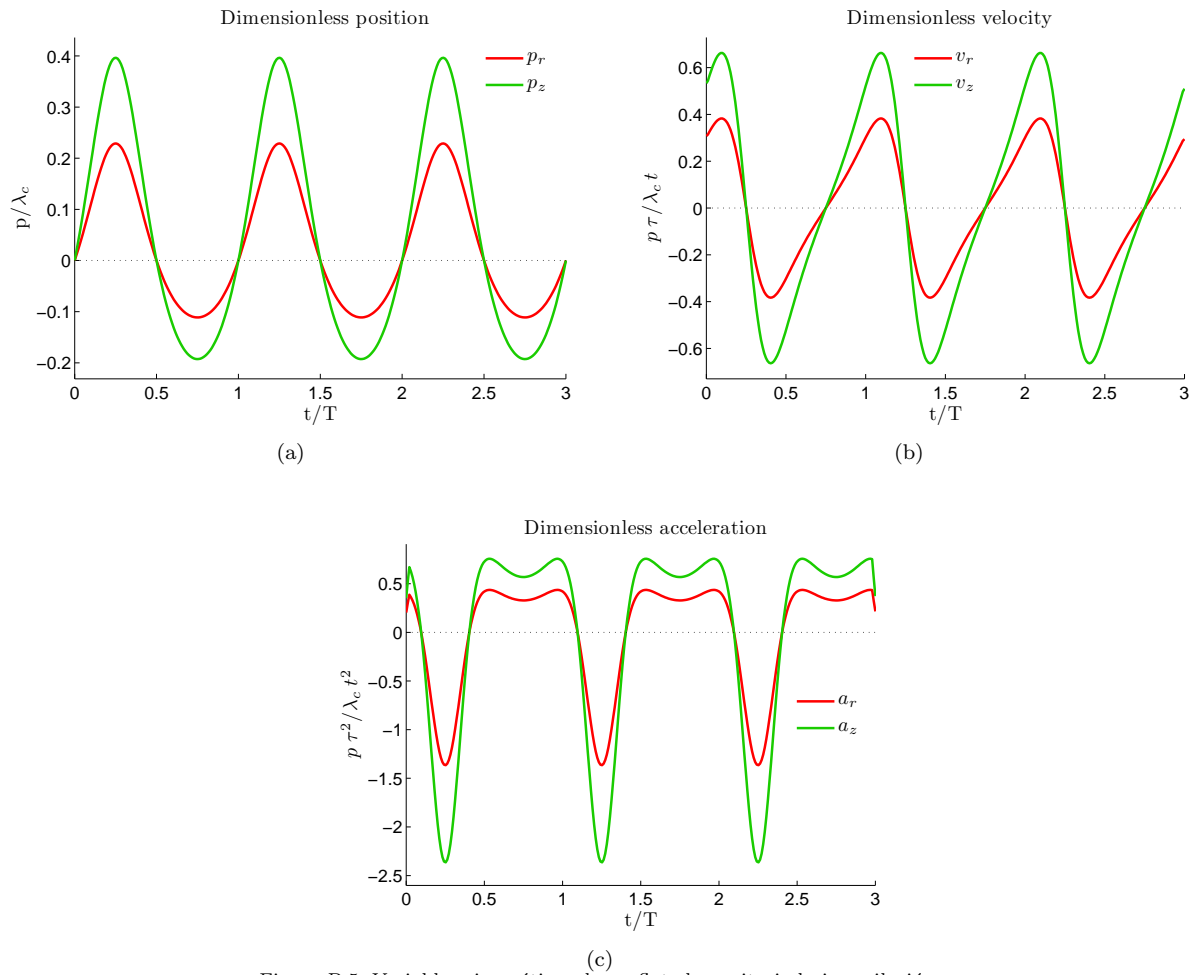 Dimensionless position
0.4
0.3
0.2
0.1
0
−0.1
−0.2
p/λc
pr
pz
0 0.5 1 1.5 2 2.5 3
t/T
(a)
Dimensionless velocity
0.6
0.4
0.2
0
−0.2
−0.4
−0.6
p τ/λc t
vr
vz
0 0.5 1 1.5 2 2.5 3
t/T
(b)
Dimensionless acceleration
0.5
0
−0.5
−1
−1.5
−2
−2.5
p τ²/λc t²
ar
az
0 0.5 1 1.5 2 2.5 3
t/T
(c)